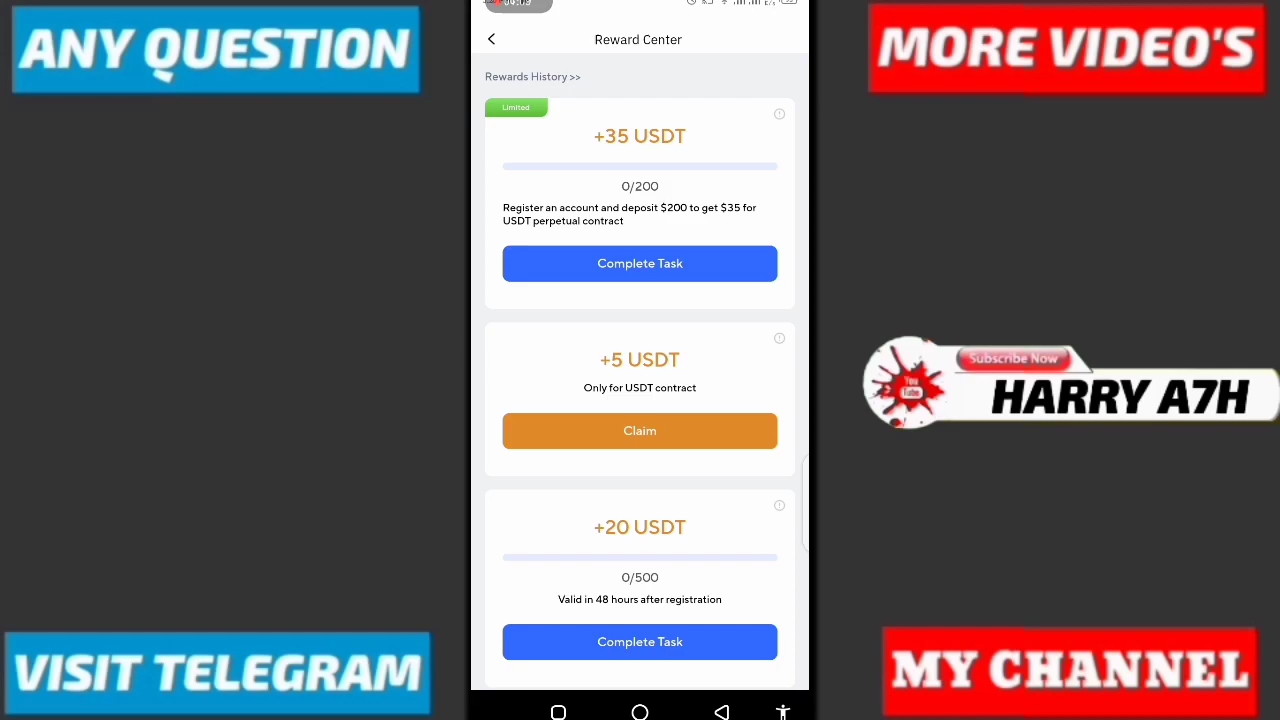 ANY QUESTION
MORE VIDEO'S
Reward Center
Rewards History >>
Limited
+35 USDT
0/200
Register an account and deposit $200 to get $35 for
USDT perpetual contract
Complete Task
+5 USDT
Only for USDT contract
Claim
+20 USDT
0/500
Valid in 48 hours after registration
Complete Task
Subscribe Now
You
Tube
HARRY A7H
VISIT TELEGRAM
MY CHANNEL